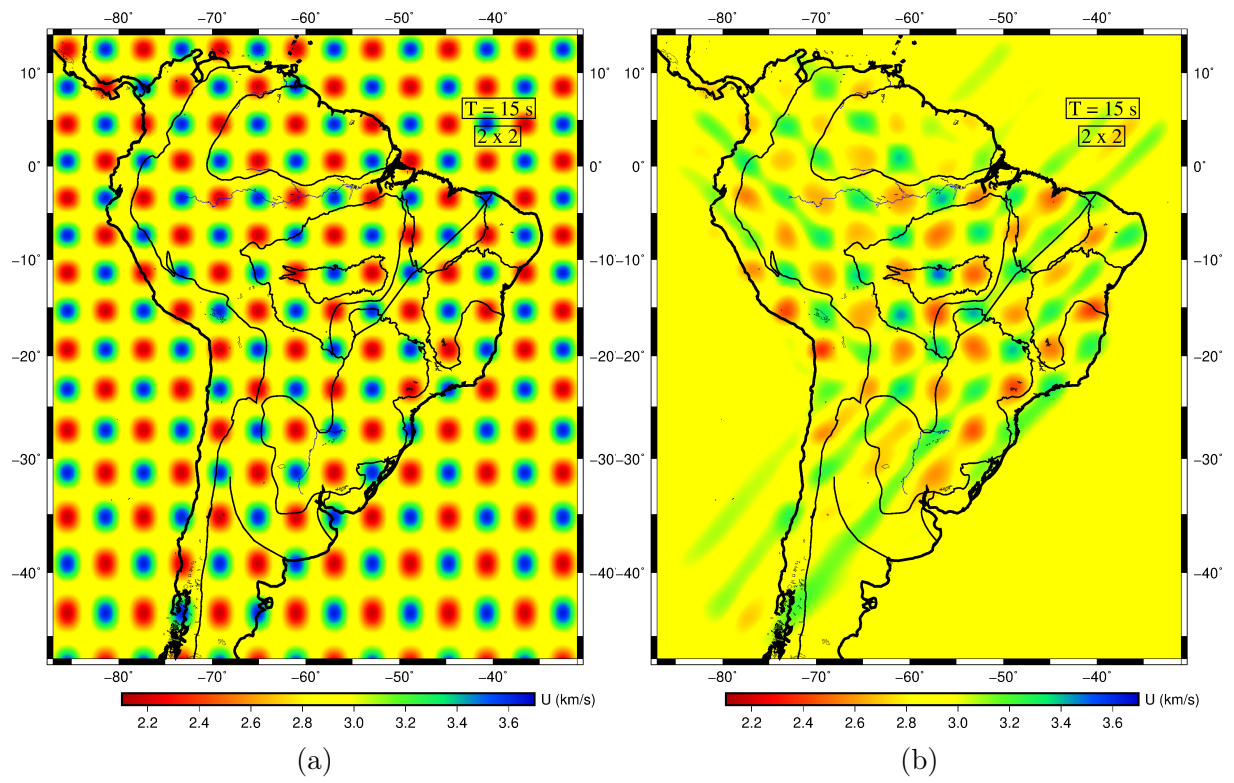 −80˚ −70˚ −60˚ −50˚ −40˚ −80˚ −70˚ −60˚ −50˚ −40˚
10˚ 10˚ 10˚
T = 15 s T = 15 s
2 x 2 2 x 2
0˚ 0˚ 0˚
−10˚ −10˚−10˚ −10˚
−20˚ −20˚ −20˚
−30˚ −30˚−30˚ −30˚
−40˚ −40˚ −40˚
−80˚ −70˚ −60˚ −50˚ −40˚ −80˚ −70˚ −60˚ −50˚ −40˚
U (km/s) U (km/s)
2.2 2.4 2.6 2.8 3.0 3.2 3.4 3.6 2.2 2.4 2.6 2.8 3.0 3.2 3.4 3.6
(a) (b)